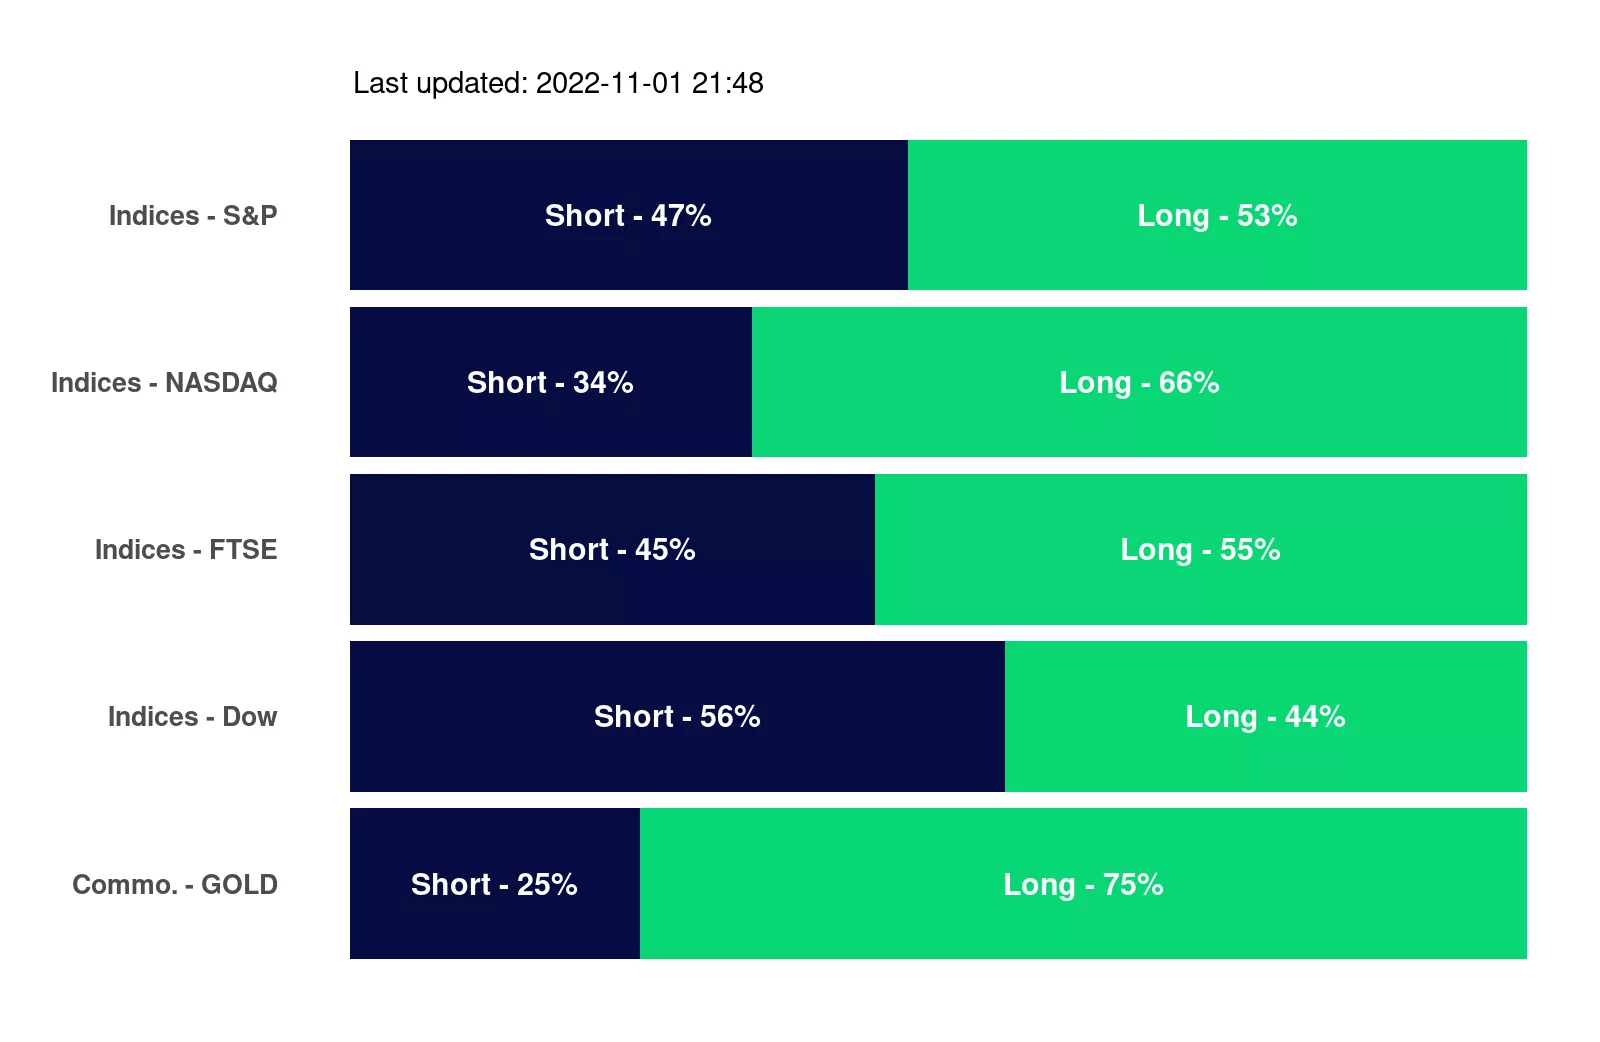 Last updated: 2022-11-01 21:48
Indices - S&P Short - 47% Long - 53%
Indices - NASDAQ Short - 34% Long - 66%
Indices - FTSE Short - 45% Long - 55%
Indices - Dow Short - 56% Long - 44%
Commo. - GOLD Short - 25% Long - 75%